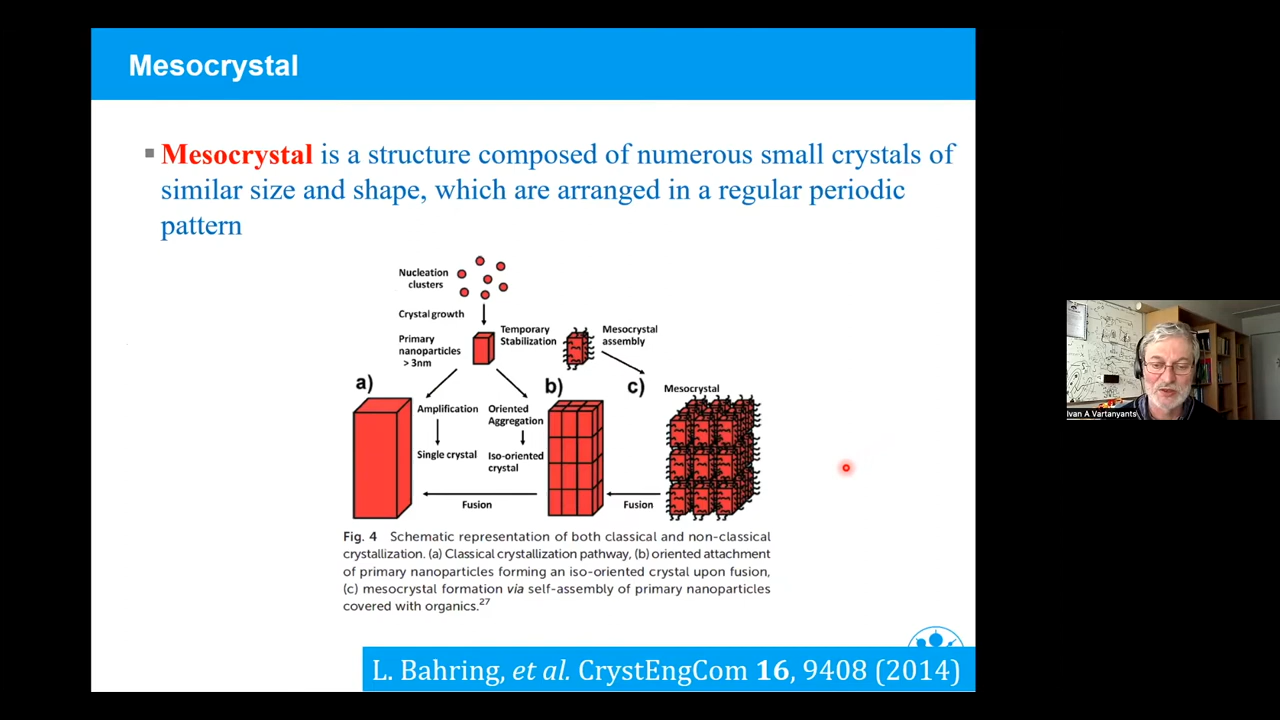 Mesocrystal
Mesocrystal is a structure composed of numerous small crystals of
similar size and shape, which are arranged in a regular periodic
pattern
Nucleation
clusters
Crystal growth
Primary
nanoparticles
> 3nm
Temporary
Stabilization
Mesocrystal
assembly
a)
b)
c)
Mesocrystal
Amplification
Oriented
Aggregation
Single crystal
Iso-oriented
crystal
Fusion
Fusion
Fig. 4 Schematic representation of both classical and non-classical
crystallization. (a) Classical crystallization pathway, (b) oriented attachment
of primary nanoparticles forming an iso-oriented crystal upon fusion,
(c) mesocrystal formation via self-assembly of primary nanoparticles
covered with organics.27
L. Bahring, et al. CrystEngCom 16, 9408 (2014)
Ivan A Vartanyants